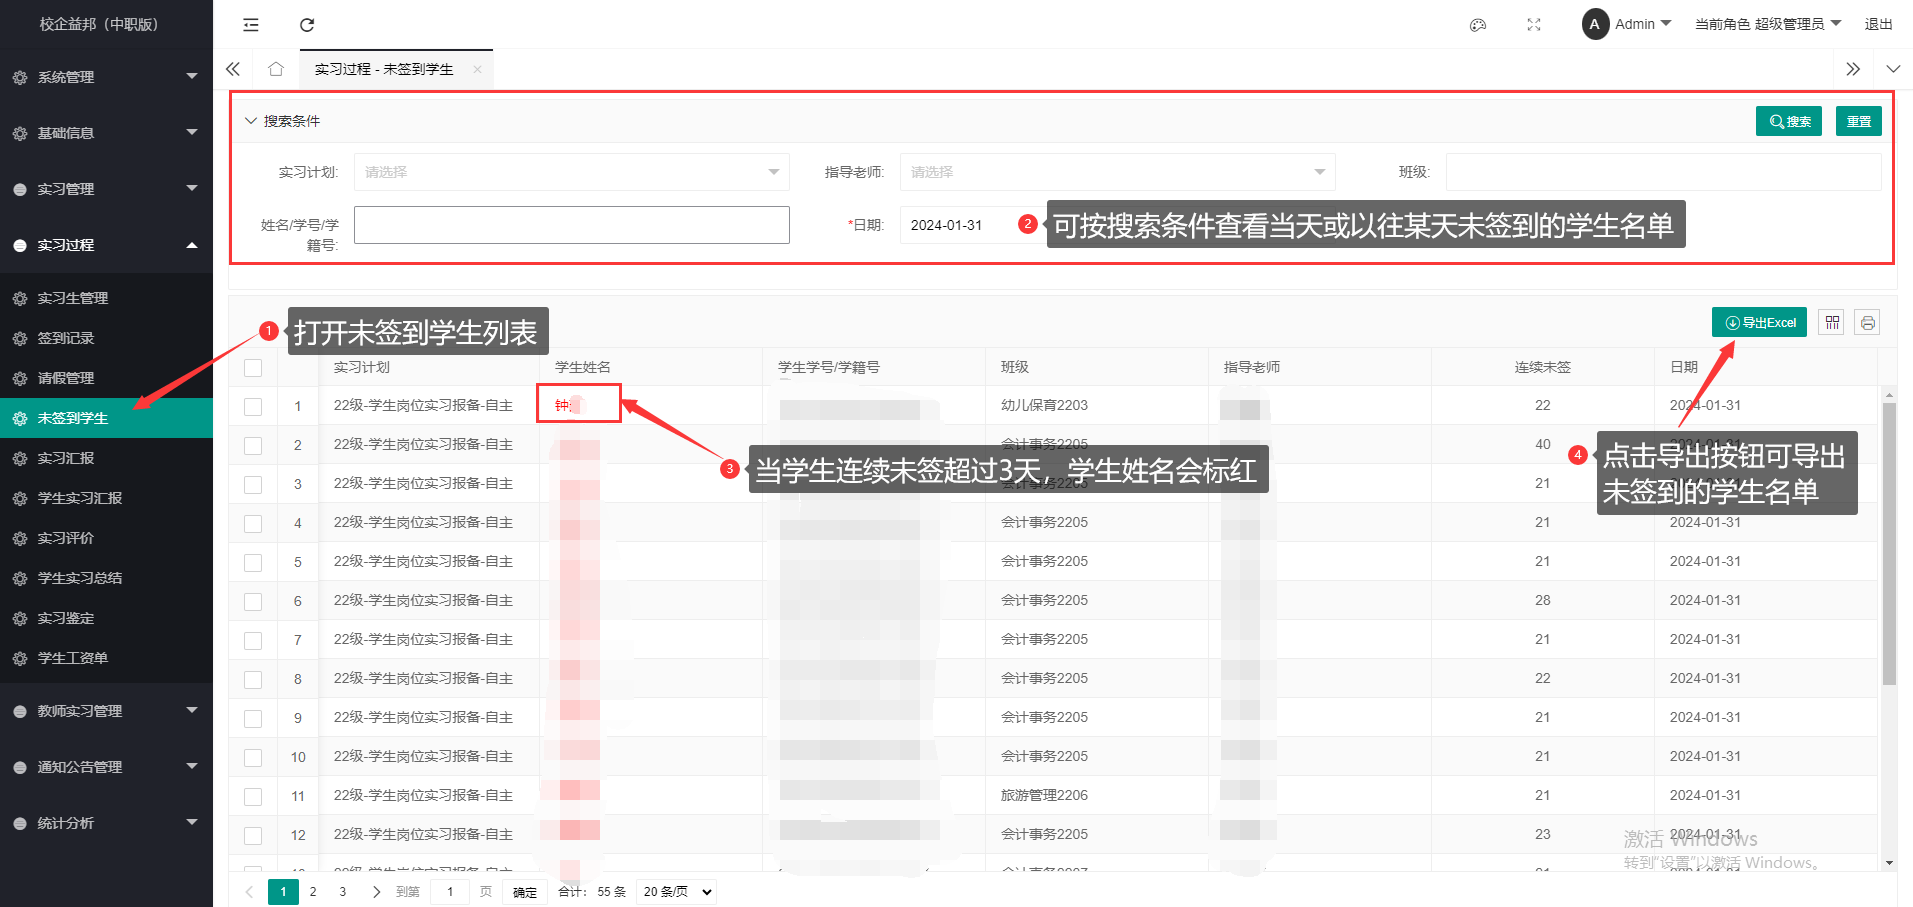 校企益邦（中职版）
Admin
当前角色 超级管理员
退出
实习过程 - 未签到学生
系统管理
基础信息
实习管理
实习过程
实习生管理
签到记录
请假管理
未签到学生
实习汇报
学生实习汇报
实习评价
学生实习总结
实习鉴定
学生工资单
教师实习管理
通知公告管理
统计分析
搜索条件
搜索
重置
实习计划:
请选择
指导老师:
请选择
班级:
姓名/学号/学
籍号:
*日期:
2024-01-31
2 可按搜索条件查看当天或以往某天未签到的学生名单
1 打开未签到学生列表
导出Excel
实习计划 学生姓名 学生学号/学籍号 班级 指导老师 连续未签 日期
1 22级-学生岗位实习报备-自主 钟 幼儿保育2203 22 2024-01-31
2 22级-学生岗位实习报备-自主 会计事务2205 40
3 22级-学生岗位实习报备-自主 21
3 当学生连续未签超过3天，学生姓名会标红
4 点击导出按钮可导出
未签到的学生名单
4 22级-学生岗位实习报备-自主 会计事务2205 21 2024-01-31
5 22级-学生岗位实习报备-自主 会计事务2205 21 2024-01-31
6 22级-学生岗位实习报备-自主 会计事务2205 28 2024-01-31
7 22级-学生岗位实习报备-自主 会计事务2205 21 2024-01-31
8 22级-学生岗位实习报备-自主 会计事务2205 22 2024-01-31
9 22级-学生岗位实习报备-自主 会计事务2205 21 2024-01-31
10 22级-学生岗位实习报备-自主 会计事务2205 21 2024-01-31
11 22级-学生岗位实习报备-自主 旅游管理2206 21 2024-01-31
12 22级-学生岗位实习报备-自主 会计事务2205 23 2024-01-31
激活 Windows
转到“设置”以激活 Windows。
1 2 3 到第 1 页 确定 合计： 55 条 20 条/页